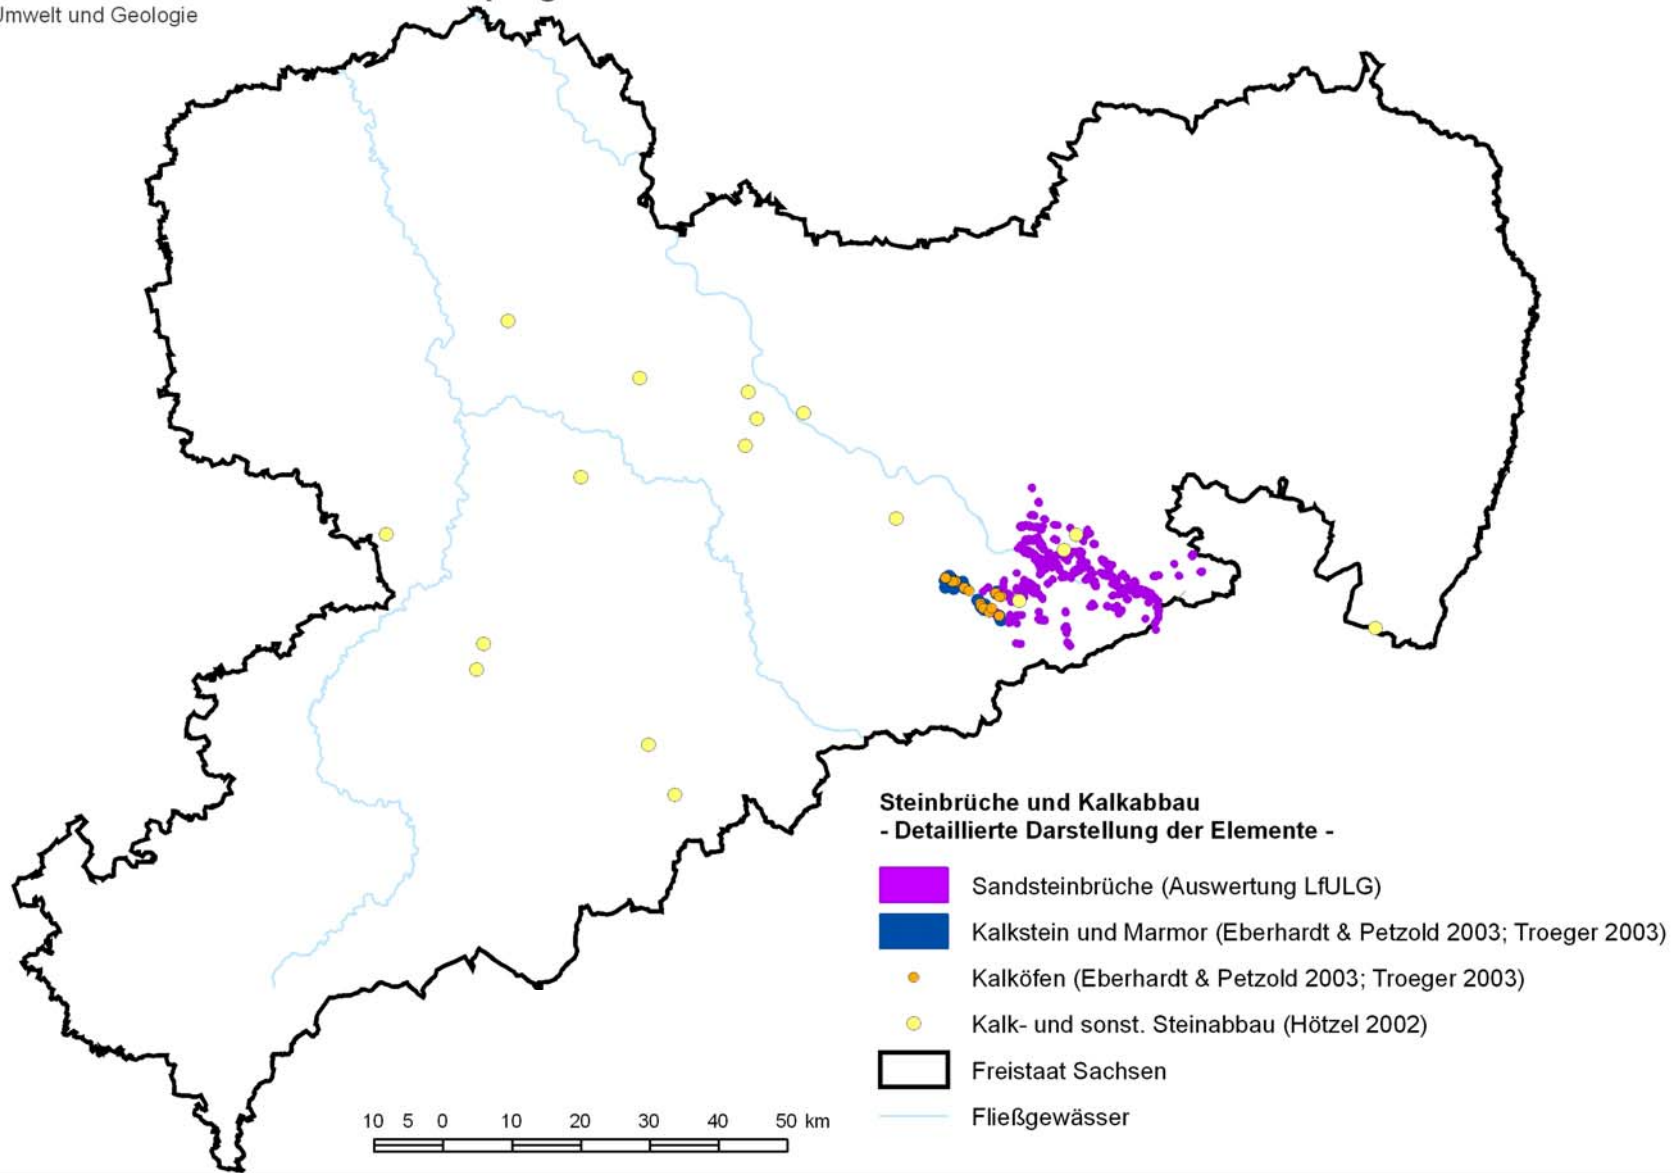 Umwelt und Geologie
Steinbrüche und Kalkabbau
- Detaillierte Darstellung der Elemente -
Sandsteinbrüche (Auswertung LfULG)
Kalkstein und Marmor (Eberhardt & Petzold 2003; Troeger 2003)
Kalköfen (Eberhardt & Petzold 2003; Troeger 2003)
Kalk- und sonst. Steinabbau (Hötzel 2002)
Freistaat Sachsen
Fließgewässer
10 5 0 10 20 30 40 50 km